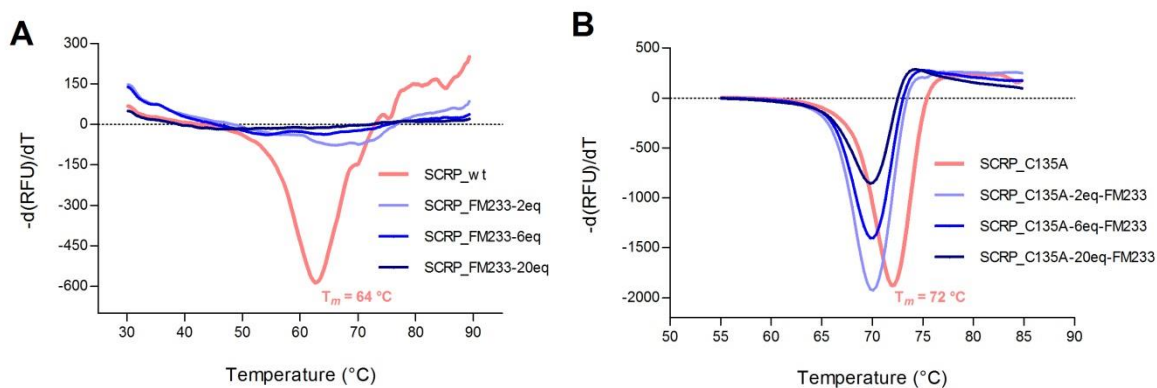 A
-d(RFU)/dT
300
150
0
-150
-300
-450
-600
30 40 50 60 70 80 90
Temperature (°C)
SCRP_wt
SCRP_FM233-2eq
SCRP_FM233-6eq
SCRP_FM233-20eq
Tm = 64 °C
B
-d(RFU)/dT
500
0
-500
-1000
-1500
-2000
50 55 60 65 70 75 80 85 90
Temperature (°C)
SCRP_C135A
SCRP_C135A-2eq-FM233
SCRP_C135A-6eq-FM233
SCRP_C135A-20eq-FM233
Tm = 72 °C